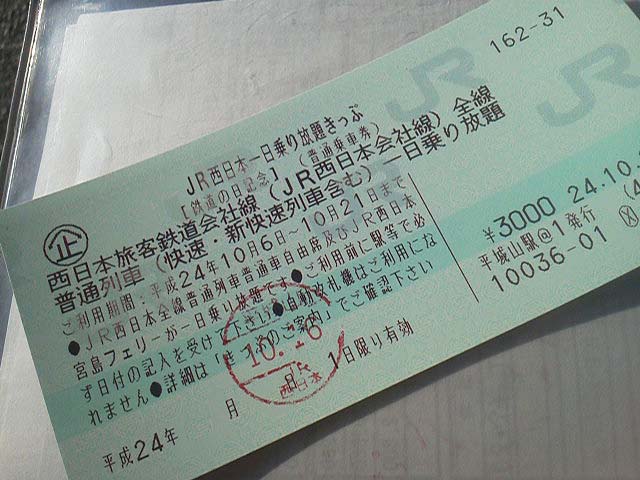 162-31
JR西日本一日乗り放題きっぷ
[鉄道の日記念] (普通乗車券)
西日本旅客鉄道会社線(JR西日本会社線)全線
普通列車(快速・新快速列車含む)一日乗り放題
ご利用期間:平成24年10月6日~10月21日まで
●JR西日本全線普通列車普通車自由席及びJR西日本
宮島フェリーが一日乗り放題です●ご利用前に駅等で必
ず日付の記入を受けて下さい●自動改札機はご利用にな
れません●詳細は「きっぷのご案内」でご確認下さい
平成24年 月 日 1日限り有効
¥3000 24.10.
平城山駅@1発行 (4
10036-01
企
10.16
西日本
JR
JR